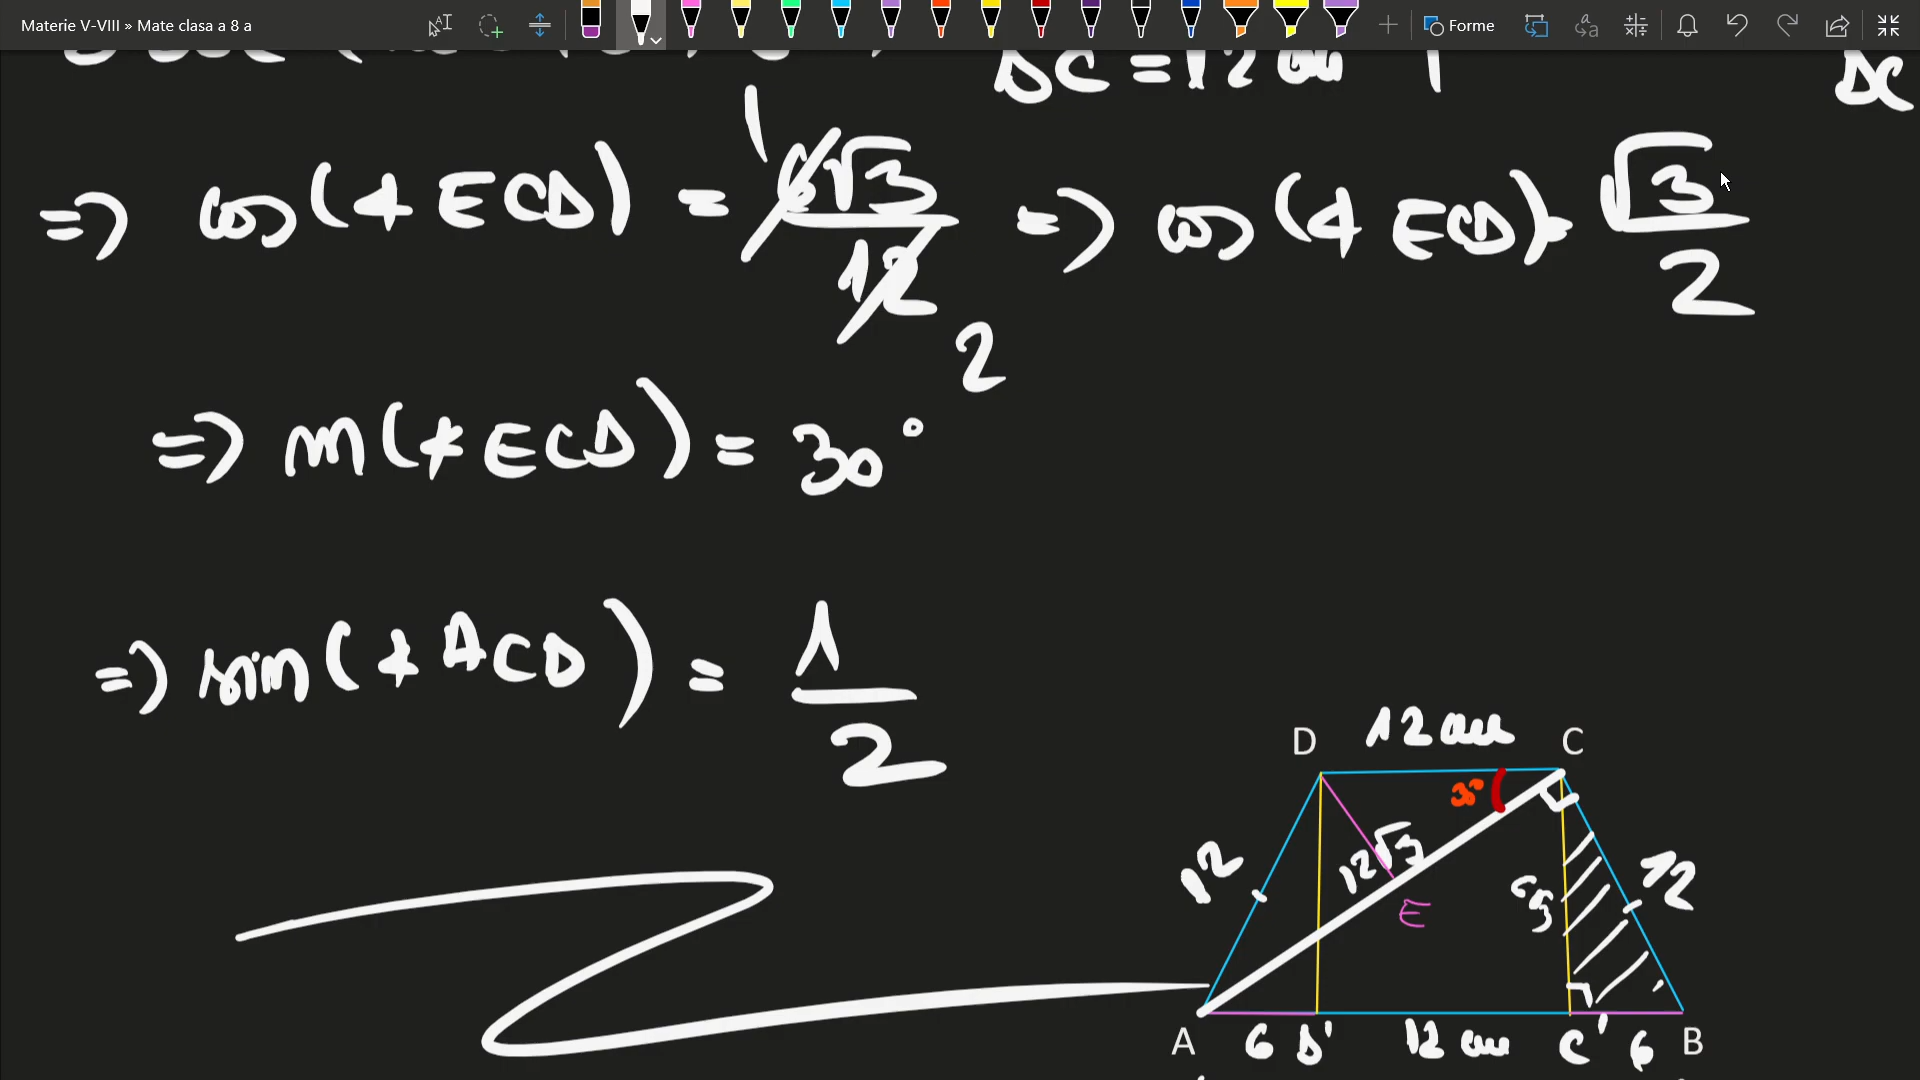 Materie V-VIII » Mate clasa a 8 a
Forme
DC = 12 cm
DC
=> cos(∡ ECD) = 6√3/12 => cos(∡ ECD) = √3/2
1
2
=> m(∡ ECD) = 30°
=> sin(∡ ACD) = 1/2
D 12 cm C
30°
12 12√3 6√3 12
E
A 6 D' 12 cm C' 6 B